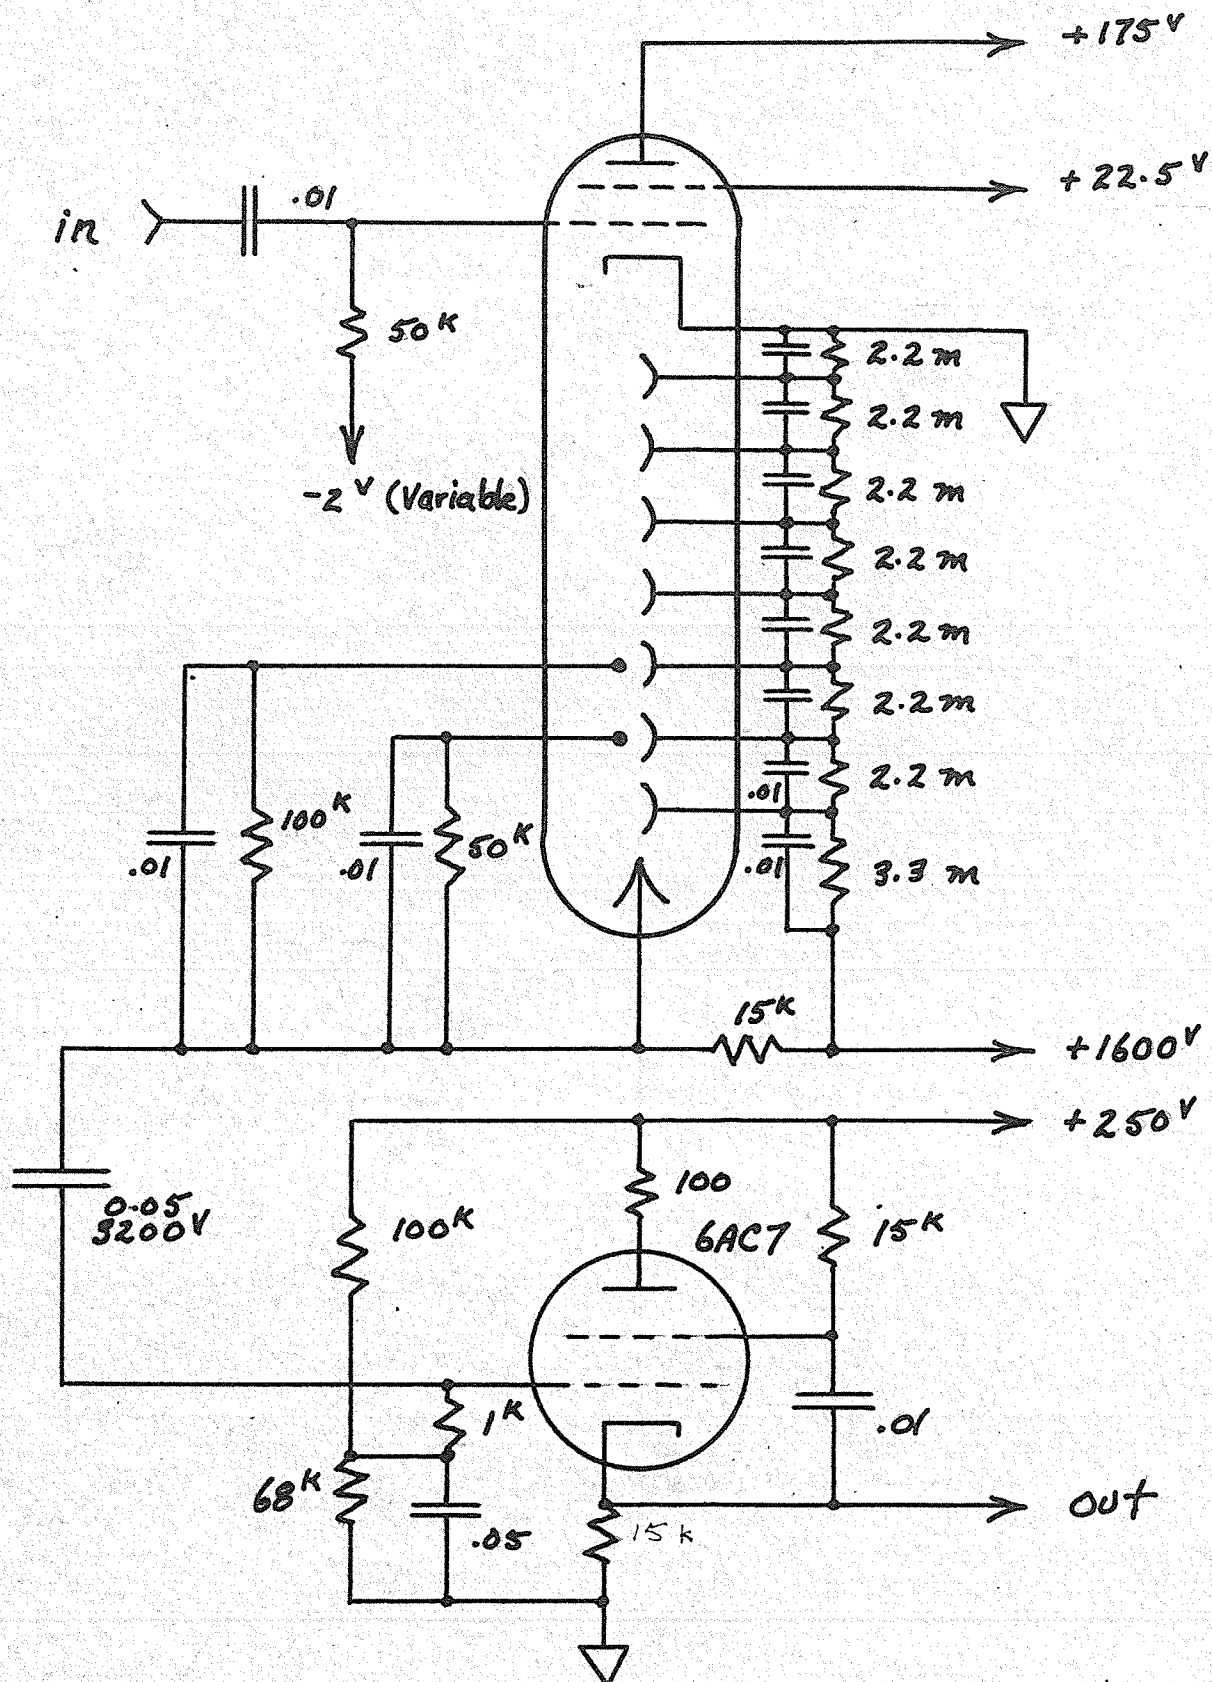 +175V
+22.5V
.01
in
50K
-2V (Variable)
2.2 m
2.2 m
2.2 m
2.2 m
2.2 m
2.2 m
2.2 m
.01
100K
.01
.01
50K
.01
3.3 m
15K
+1600V
+250V
0.05
3200V
100K
100
6AC7
15K
1K
.01
68K
.05
15k
out